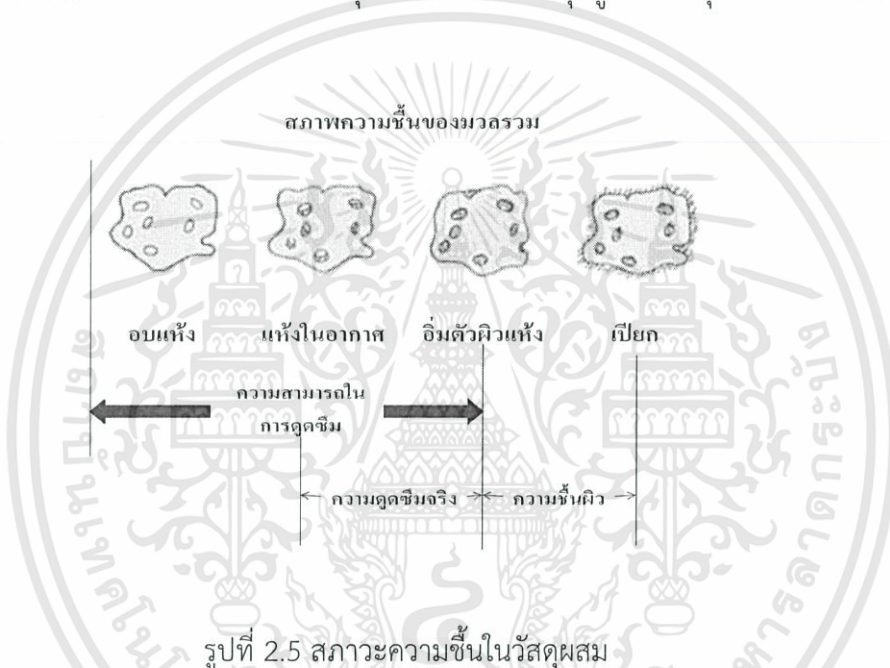 สภาพความชื้นของมวลรวม
อบแห้ง แห้งในอากาศ อิ่มตัวผิวแห้ง เปียก
ความสามารถใน
การดูดซึม
ความดูดซึมจริง ความชื้นผิว
รูปที่ 2.5 สภาวะความชื้นในวัสดุผสม